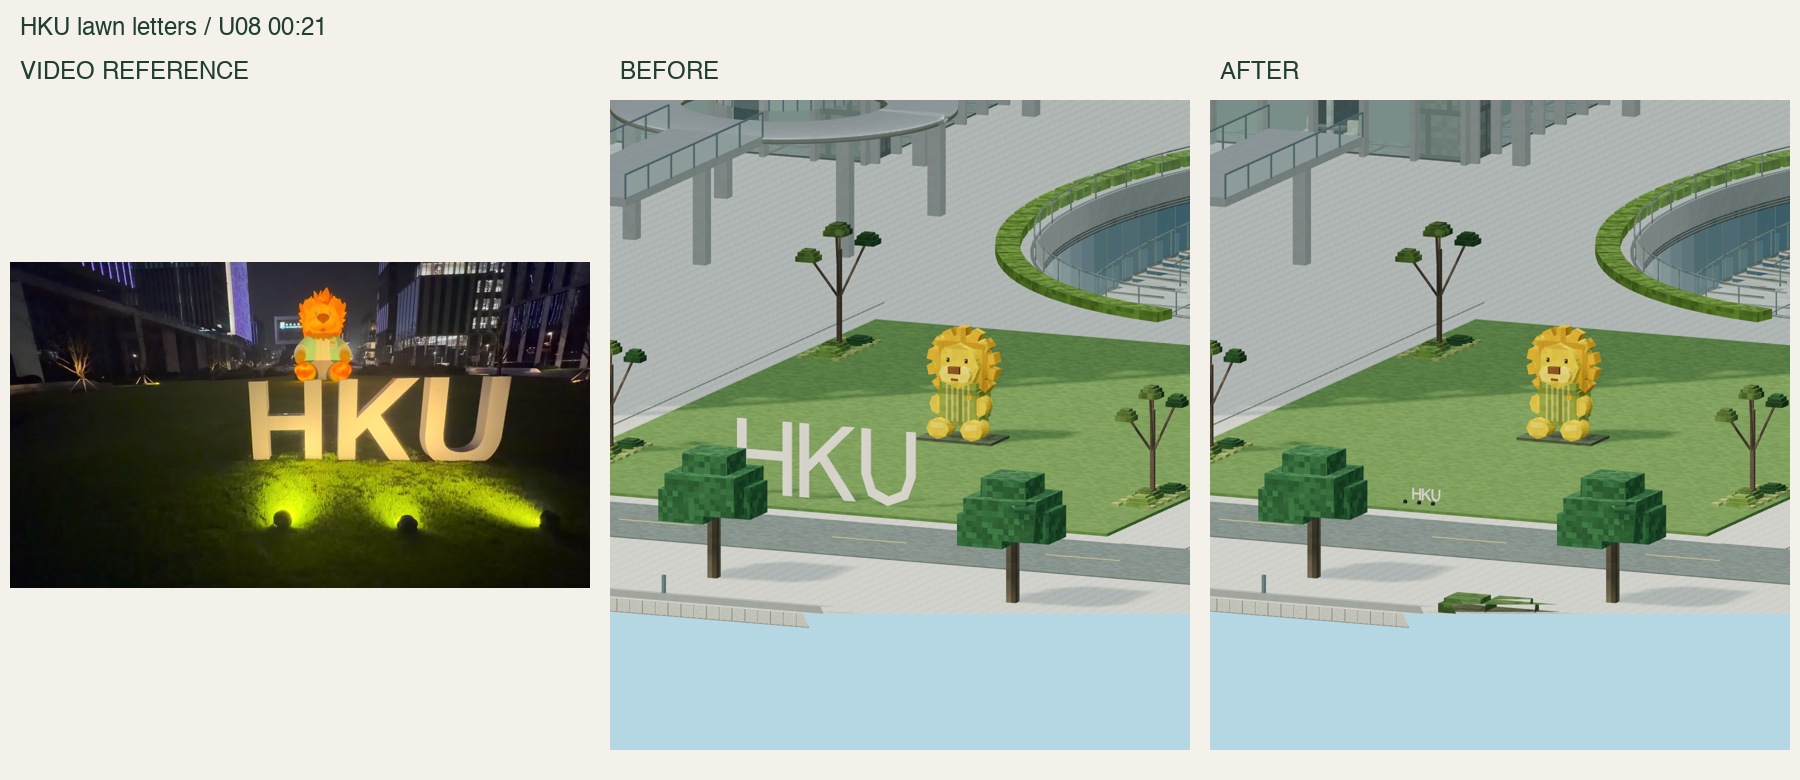 HKU lawn letters / U08 00:21
VIDEO REFERENCE
BEFORE
AFTER
HKU
HKU
HKU